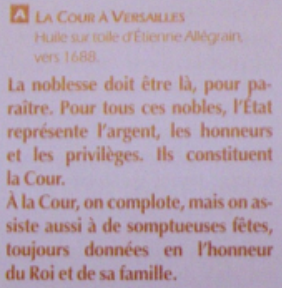 A LA COUR À VERSAILLES
Huile sur toile d'Étienne Allégrain,
vers 1688.
La noblesse doit être là, pour pa-
raître. Pour tous ces nobles, l'État
représente l'argent, les honneurs
et les privilèges. Ils constituent
la Cour.
À la Cour, on complote, mais on as-
siste aussi à de somptueuses fêtes,
toujours données en l'honneur
du Roi et de sa famille.